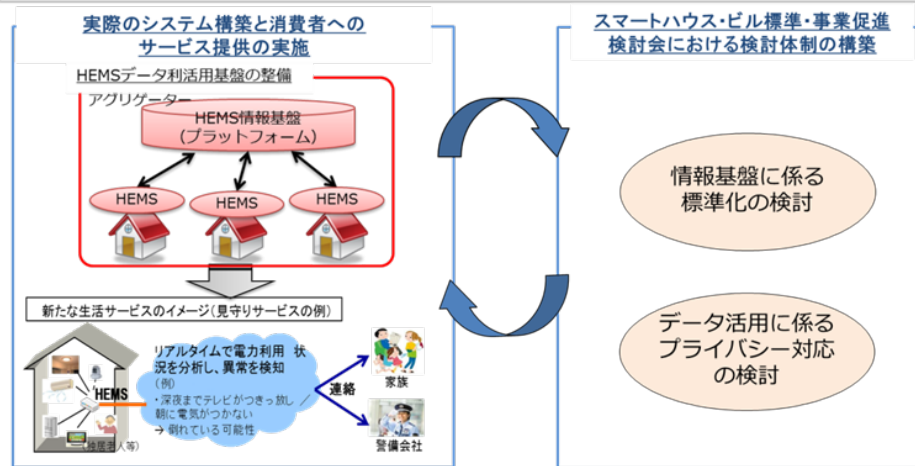 実際のシステム構築と消費者への
サービス提供の実施
HEMSデータ利活用基盤の整備
アグリゲーター
HEMS情報基盤
(プラットフォーム)
HEMS
HEMS
HEMS
新たな生活サービスのイメージ(見守りサービスの例)
HEMS
(独居老人等)
リアルタイムで電力利用 状
況を分析し、異常を検知
(例)
・深夜までテレビがつきっ放し /
朝に電気がつかない
→ 倒れている可能性
連絡
家族
警備会社
スマートハウス・ビル標準・事業促進
検討会における検討体制の構築
情報基盤に係る
標準化の検討
データ活用に係る
プライバシー対応
の検討